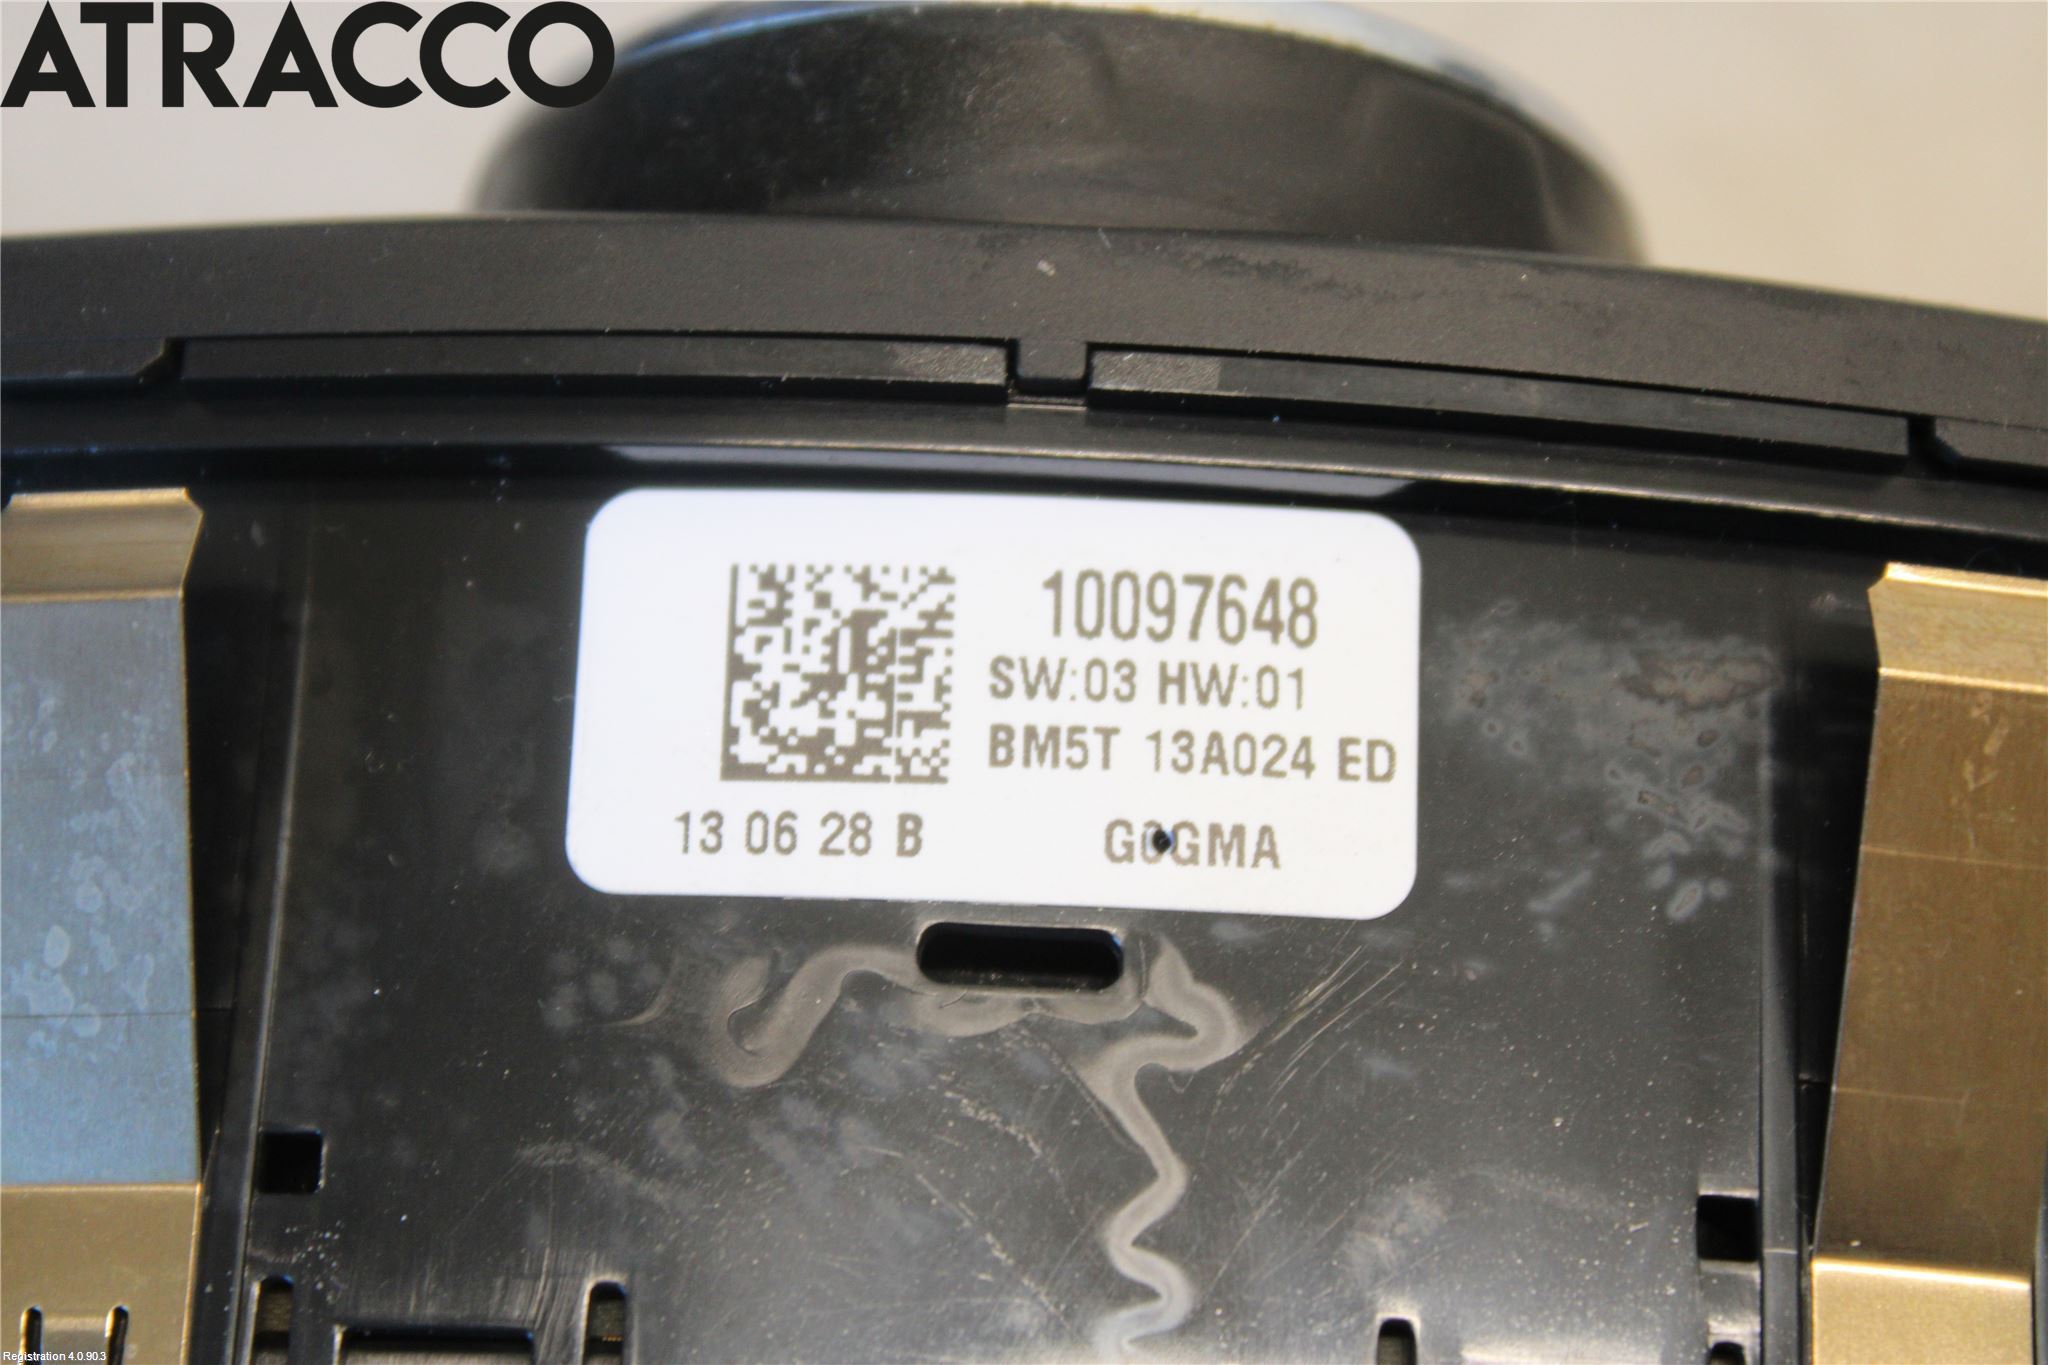 ATRACCO
10097648
SW:03 HW:01
BM5T 13A024 ED
13 06 28 B
G0GMA
Registration 4.0.90.3